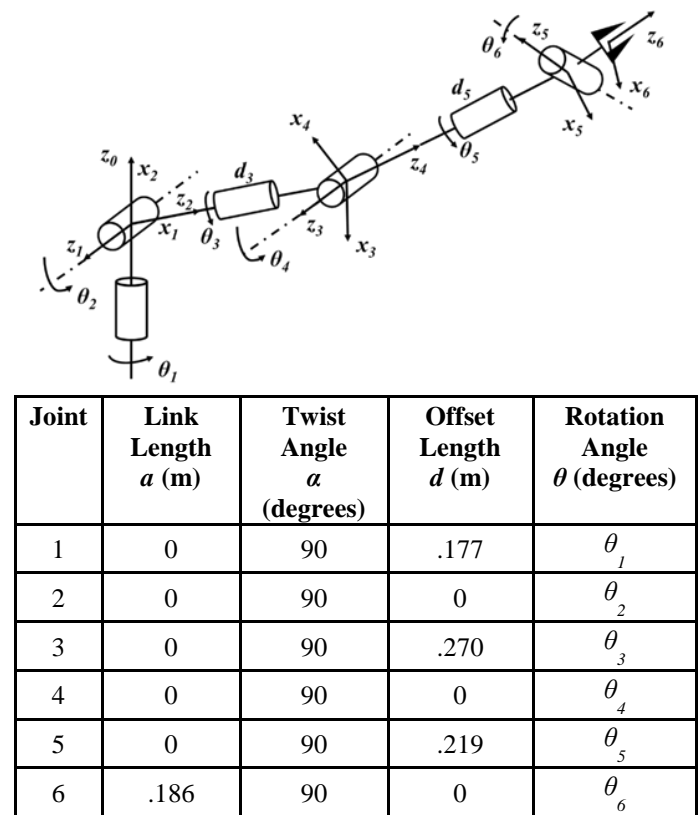 z₅ z₆
θ₆
d₅ x₆
x₄ x₅
z₀ x₂ d₃ θ₅
z₂ z₄
z₁ x₁ θ₃ z₃ x₃
θ₂ θ₄
θ₁
Joint Link Length a (m) Twist Angle α (degrees) Offset Length d (m) Rotation Angle θ (degrees)
1 0 90 .177 θ₁
2 0 90 0 θ₂
3 0 90 .270 θ₃
4 0 90 0 θ₄
5 0 90 .219 θ₅
6 .186 90 0 θ₆